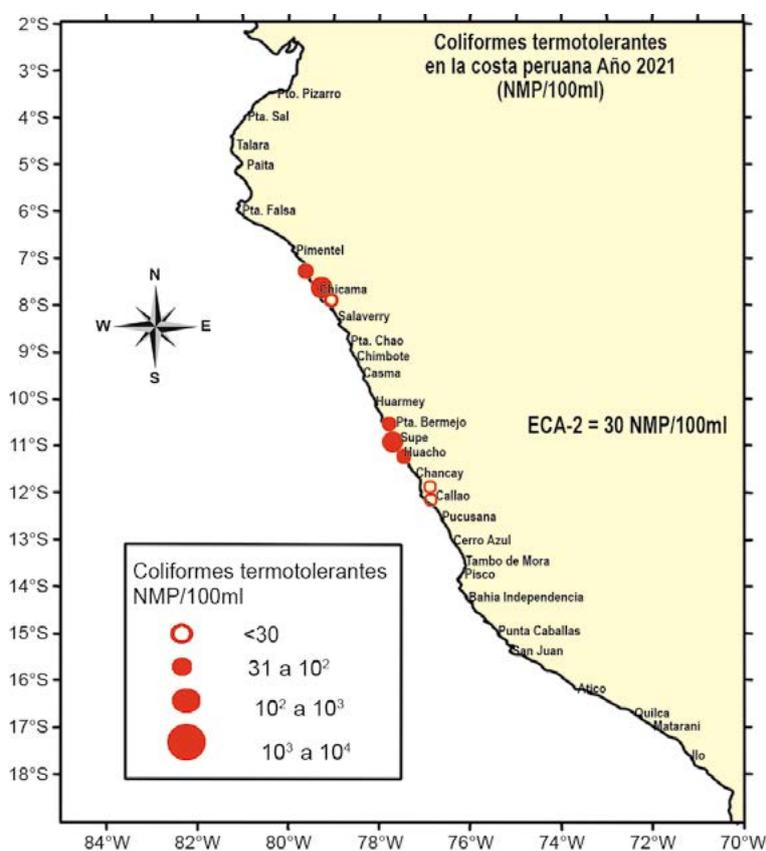 Coliformes termotolerantes
en la costa peruana Año 2021
(NMP/100ml)
2°S
3°S
4°S
5°S
6°S
7°S
8°S
9°S
10°S
11°S
12°S
13°S
14°S
15°S
16°S
17°S
18°S
Pto. Pizarro
Pta. Sal
Talara
Paita
Pta. Falsa
Pimentel
Chicama
Salaverry
Pta. Chao
Chimbote
Casma
Huarmey
Pta. Bermejo
Supe
Huacho
Chancay
Callao
Pucusana
Cerro Azul
Tambo de Mora
Pisco
Bahia Independencia
Punta Caballas
San Juan
Atico
Quilca
Matarani
Ilo
N
W E
S
ECA-2 = 30 NMP/100ml
Coliformes termotolerantes
NMP/100ml
<30
31 a 10²
10² a 10³
10³ a 10⁴
84°W 82°W 80°W 78°W 76°W 74°W 72°W 70°W